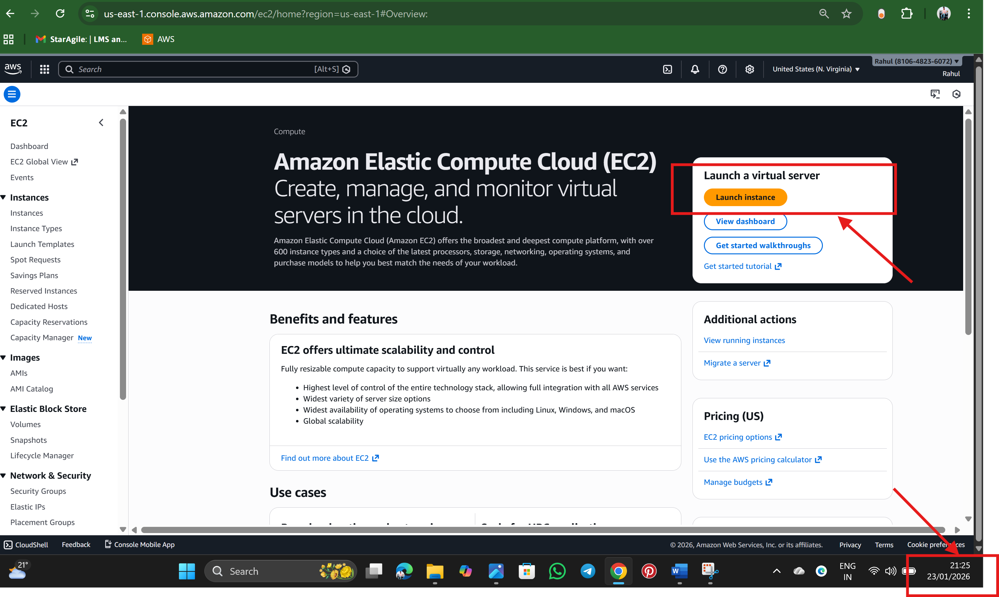 us-east-1.console.aws.amazon.com/ec2/home?region=us-east-1#Overview:
StarAgile: | LMS an...
AWS
aws
Search
[Alt+S]
United States (N. Virginia)
Rahul (8106-4823-6072)
Rahul
EC2
Dashboard
EC2 Global View
Events
Instances
Instances
Instance Types
Launch Templates
Spot Requests
Savings Plans
Reserved Instances
Dedicated Hosts
Capacity Reservations
Capacity Manager New
Images
AMIs
AMI Catalog
Elastic Block Store
Volumes
Snapshots
Lifecycle Manager
Network & Security
Security Groups
Elastic IPs
Placement Groups
Compute
Amazon Elastic Compute Cloud (EC2)
Create, manage, and monitor virtual
servers in the cloud.
Amazon Elastic Compute Cloud (Amazon EC2) offers the broadest and deepest compute platform, with over
600 instance types and a choice of the latest processors, storage, networking, operating systems, and
purchase models to help you best match the needs of your workload.
Launch a virtual server
Launch instance
View dashboard
Get started walkthroughs
Get started tutorial
Benefits and features
EC2 offers ultimate scalability and control
Fully resizable compute capacity to support virtually any workload. This service is best if you want:
• Highest level of control of the entire technology stack, allowing full integration with all AWS services
• Widest variety of server size options
• Widest availability of operating systems to choose from including Linux, Windows, and macOS
• Global scalability
Find out more about EC2
Use cases
Additional actions
View running instances
Migrate a server
Pricing (US)
EC2 pricing options
Use the AWS pricing calculator
Manage budgets
CloudShell
Feedback
Console Mobile App
© 2026, Amazon Web Services, Inc. or its affiliates.
Privacy
Terms
Cookie preferences
21°
Search
ENG
IN
21:25
23/01/2026